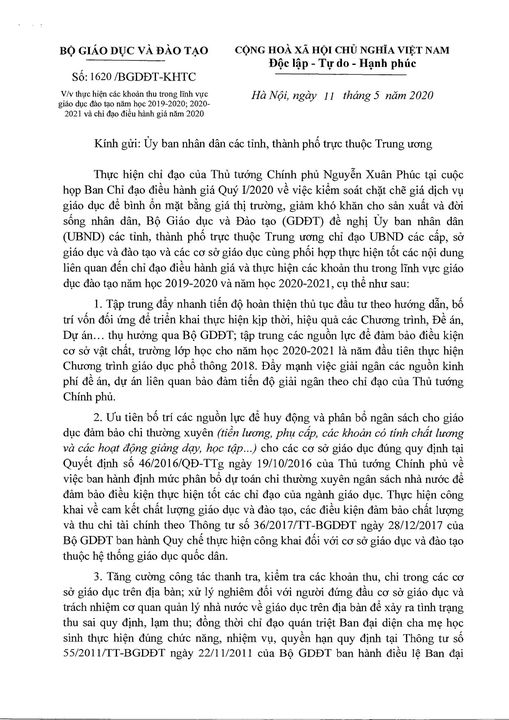 BỘ GIÁO DỤC VÀ ĐÀO TẠO
CỘNG HOÀ XÃ HỘI CHỦ NGHĨA VIỆT NAM
Độc lập - Tự do - Hạnh phúc
Số: 1620 /BGDĐT-KHTC
V/v thực hiện các khoản thu trong lĩnh vực
giáo dục đào tạo năm học 2019-2020; 2020-
2021 và chỉ đạo điều hành giá năm 2020
Hà Nội, ngày 11 tháng 5 năm 2020
Kính gửi: Ủy ban nhân dân các tỉnh, thành phố trực thuộc Trung ương
Thực hiện chỉ đạo của Thủ tướng Chính phủ Nguyễn Xuân Phúc tại cuộc
họp Ban Chỉ đạo điều hành giá Quý I/2020 về việc kiểm soát chặt chẽ giá dịch vụ
giáo dục để bình ổn mặt bằng giá thị trường, giảm khó khăn cho sản xuất và đời
sống nhân dân, Bộ Giáo dục và Đào tạo (GDĐT) đề nghị Ủy ban nhân dân
(UBND) các tỉnh, thành phố trực thuộc Trung ương chỉ đạo UBND các cấp, sở
giáo dục và đào tạo và các cơ sở giáo dục cùng phối hợp thực hiện tốt các nội dung
liên quan đến chỉ đạo điều hành giá và thực hiện các khoản thu trong lĩnh vực giáo
dục đào tạo năm học 2019-2020 và năm học 2020-2021, cụ thể như sau:
1. Tập trung đẩy nhanh tiến độ hoàn thiện thủ tục đầu tư theo hướng dẫn, bố
trí vốn đối ứng để triển khai thực hiện kịp thời, hiệu quả các Chương trình, Đề án,
Dự án… thụ hưởng qua Bộ GDĐT; tập trung các nguồn lực để đảm bảo điều kiện
cơ sở vật chất, trường lớp học cho năm học 2020-2021 là năm đầu tiên thực hiện
Chương trình giáo dục phổ thông 2018. Đẩy mạnh việc giải ngân các nguồn kinh
phí đề án, dự án liên quan bảo đảm tiến độ giải ngân theo chỉ đạo của Thủ tướng
Chính phủ.
2. Ưu tiên bố trí các nguồn lực để huy động và phân bổ ngân sách cho giáo
dục đảm bảo chi thường xuyên (tiền lương, phụ cấp, các khoản có tính chất lương
và các hoạt động giảng dạy, học tập...) cho các cơ sở giáo dục đúng quy định tại
Quyết định số 46/2016/QĐ-TTg ngày 19/10/2016 của Thủ tướng Chính phủ về
việc ban hành định mức phân bổ dự toán chi thường xuyên ngân sách nhà nước để
đảm bảo điều kiện thực hiện tốt các chỉ đạo của ngành giáo dục. Thực hiện công
khai về cam kết chất lượng giáo dục và đào tạo, các điều kiện đảm bảo chất lượng
và thu chi tài chính theo Thông tư số 36/2017/TT-BGDĐT ngày 28/12/2017 của
Bộ GDĐT ban hành Quy chế thực hiện công khai đối với cơ sở giáo dục và đào tạo
thuộc hệ thống giáo dục quốc dân.
3. Tăng cường công tác thanh tra, kiểm tra các khoản thu, chi trong các cơ
sở giáo dục trên địa bàn; xử lý nghiêm đối với người đứng đầu cơ sở giáo dục và
trách nhiệm cơ quan quản lý nhà nước về giáo dục trên địa bàn để xảy ra tình trạng
thu sai quy định, lạm thu; đồng thời chỉ đạo quán triệt Ban đại diện cha mẹ học
sinh thực hiện đúng chức năng, nhiệm vụ, quyền hạn quy định tại Thông tư số
55/2011/TT-BGDĐT ngày 22/11/2011 của Bộ GDĐT ban hành điều lệ Ban đại